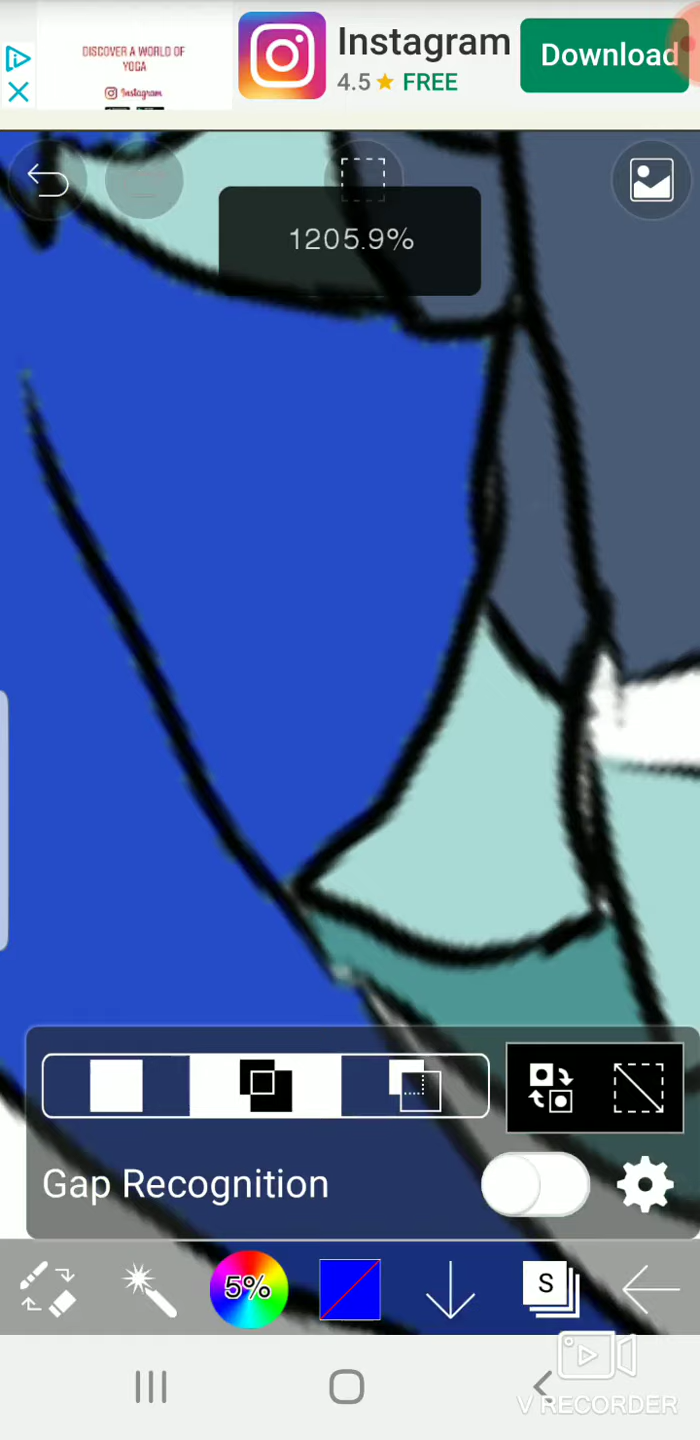 DISCOVER A WORLD OF
YOGA
Instagram
Instagram
4.5 ★ FREE
Download
1205.9%
Gap Recognition
5%
S
V RECORDER